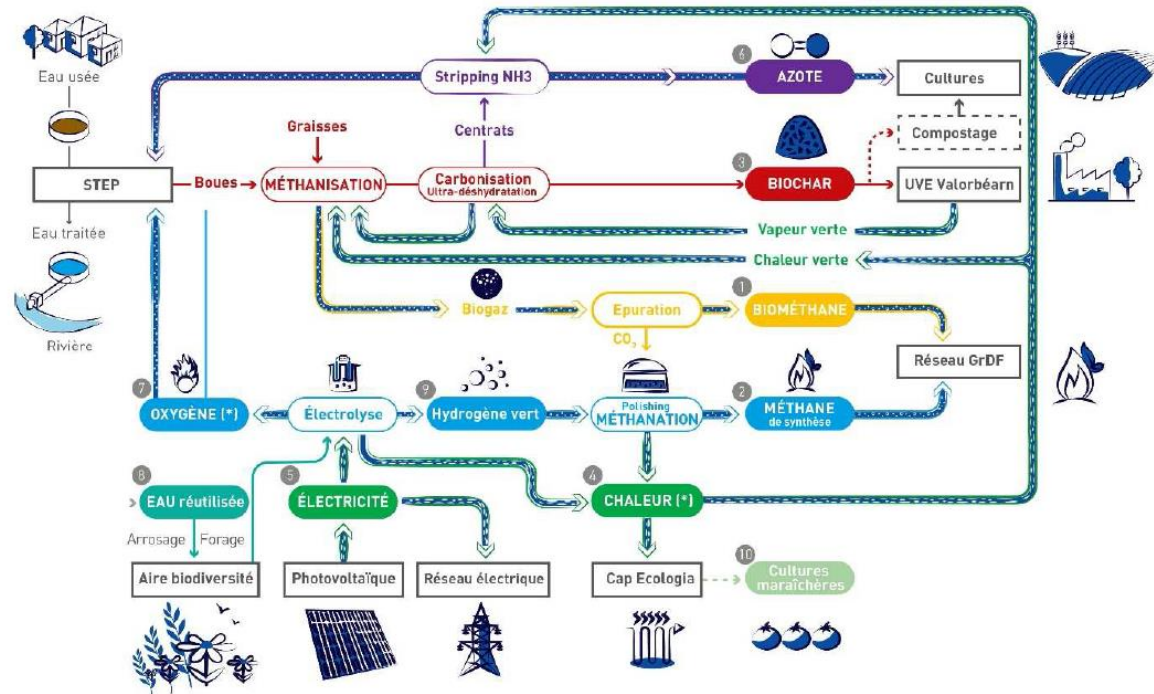 Eau usée
STEP
Eau traitée
Rivière
Stripping NH3
6
AZOTE
Cultures
Graisses
Centrats
Compostage
Boues
MÉTHANISATION
Carbonisation
Ultra-déshydratation
3
BIOCHAR
UVE Valorbéarn
Vapeur verte
Chaleur verte
Biogaz
Epuration
1
BIOMÉTHANE
CO2
Réseau GrDF
7
OXYGÈNE (*)
Électrolyse
9
Hydrogène vert
Polishing
MÉTHANATION
2
MÉTHANE
de synthèse
8
EAU réutilisée
5
ÉLECTRICITÉ
4
CHALEUR (*)
Arrosage
Forage
Aire biodiversité
Photovoltaïque
Réseau électrique
Cap Ecologia
10
Cultures
maraîchères